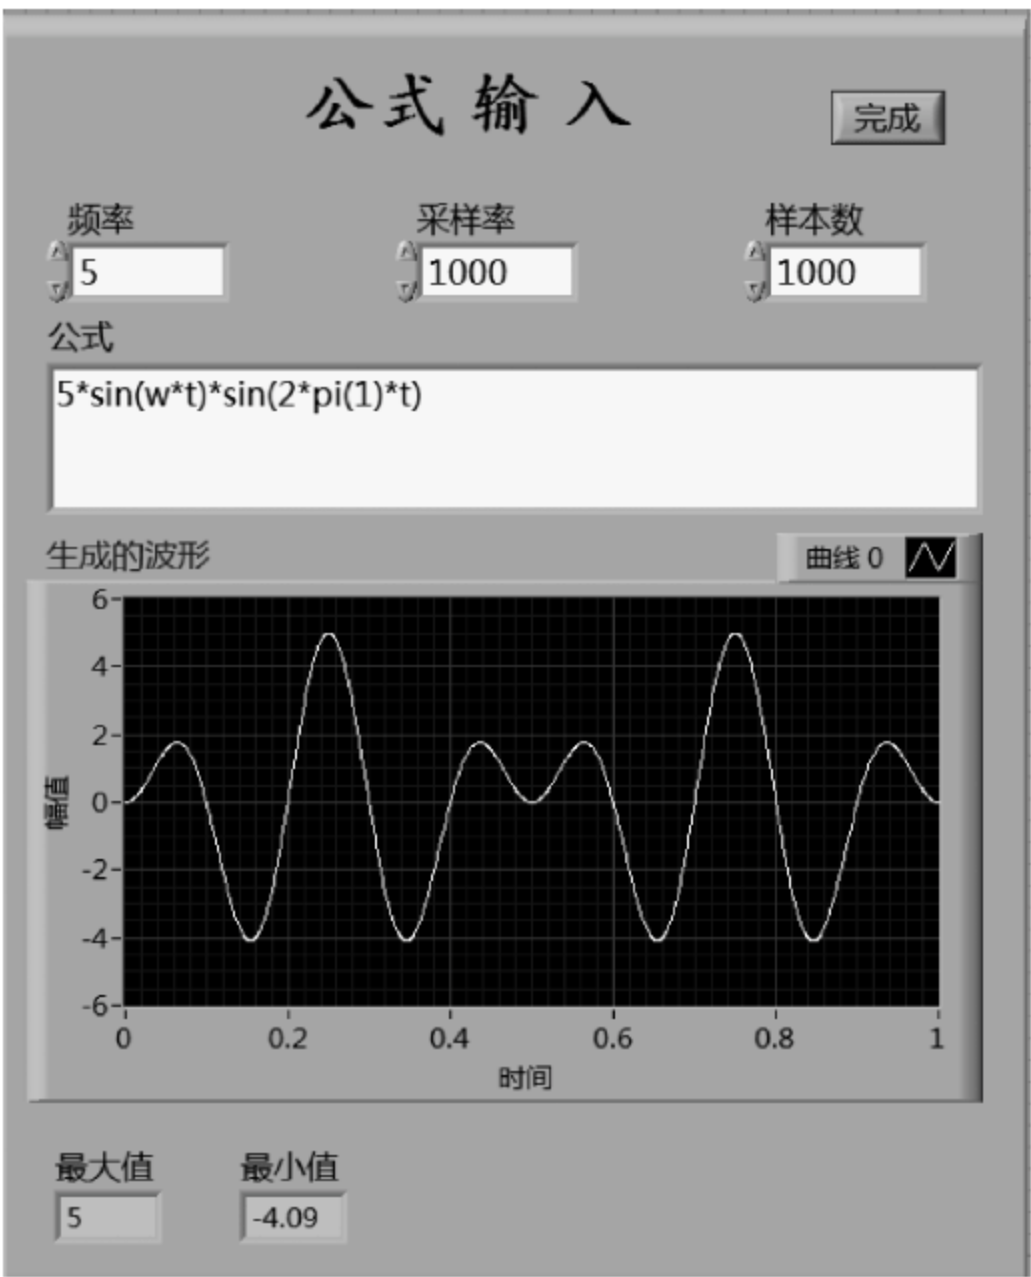 公式输入
完成
频率 采样率 样本数
5 1000 1000
公式
5*sin(w*t)*sin(2*pi(1)*t)
生成的波形 曲线 0
6
4
2
0
-2
-4
-6
幅值
0 0.2 0.4 0.6 0.8 1
时间
最大值 最小值
5 -4.09